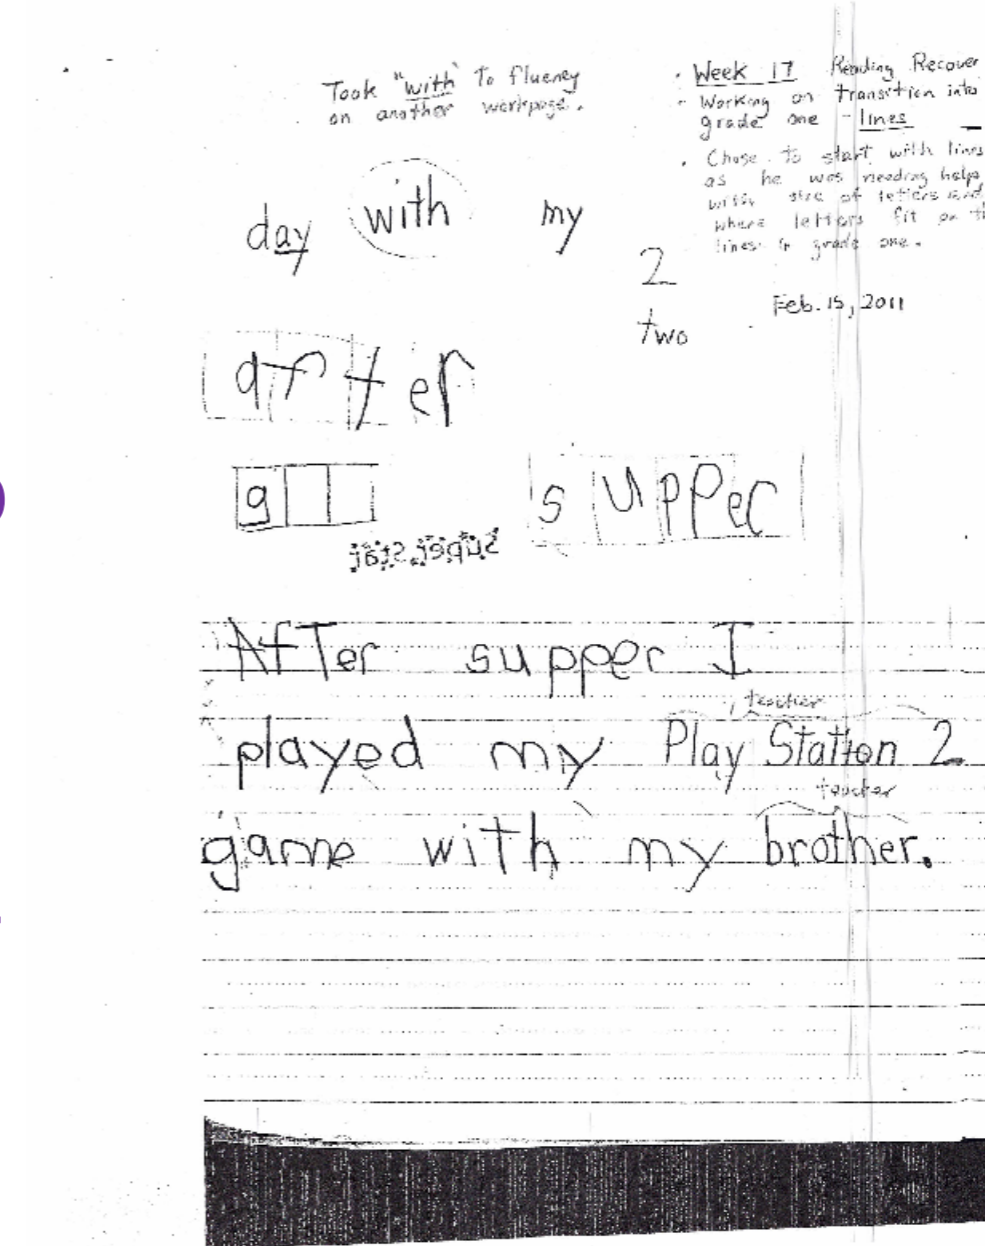 Took "with" To fluency
on another workpage.
• Week 17 Reading Recover
- Working on transition into
grade one - lines
• Chose to start with lines
as he was needing help
with size of letters and
where letters fit on th
lines in grade one.
Feb. 15, 2011
day with my
2
two
after
g
supper
AfTer supper I
teacher
played my Play Station 2
teacher
game with my brother.